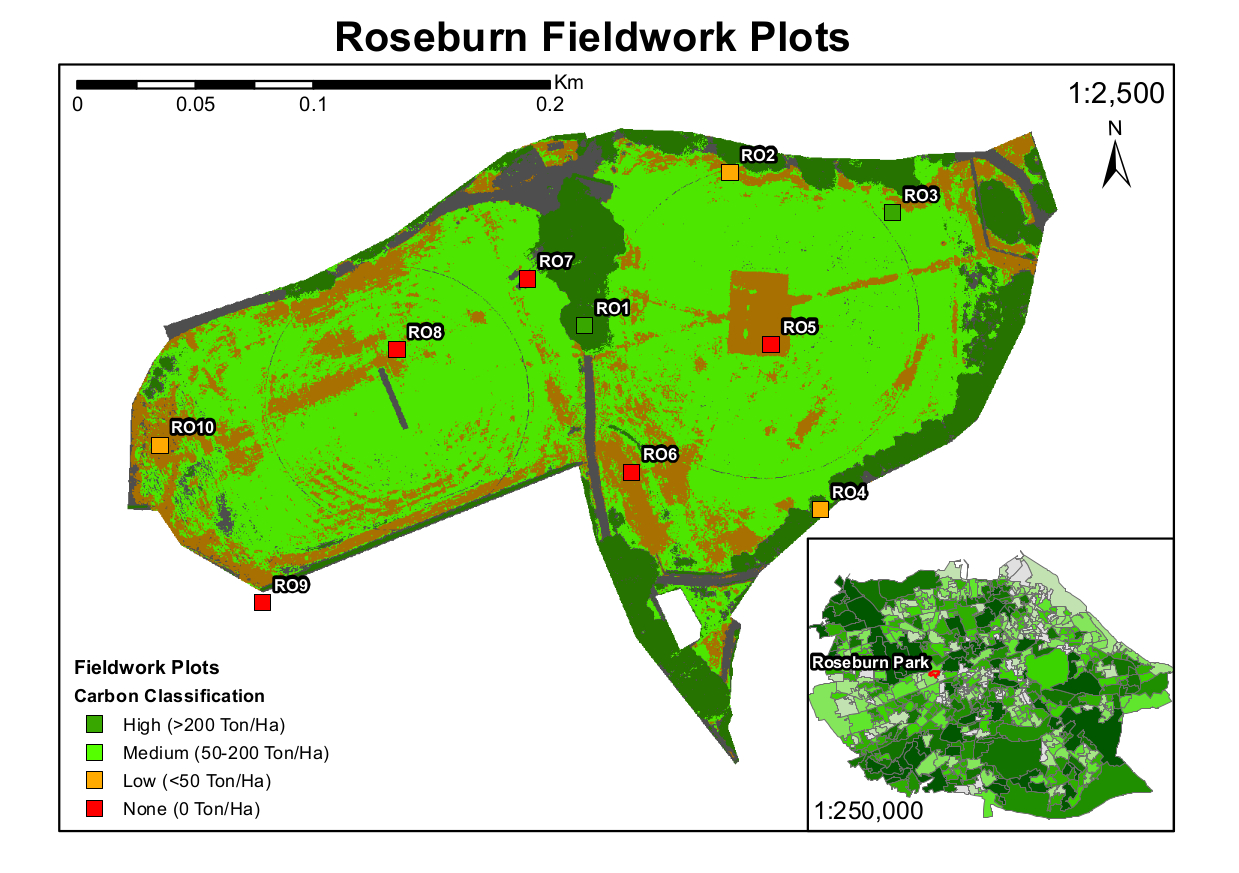 Roseburn Fieldwork Plots
Km
0 0.05 0.1 0.2
1:2,500
N
RO2
RO3
RO7
RO1
RO5
RO8
RO10
RO6
RO4
RO9
Fieldwork Plots
Carbon Classification
High (>200 Ton/Ha)
Medium (50-200 Ton/Ha)
Low (<50 Ton/Ha)
None (0 Ton/Ha)
Roseburn Park
1:250,000